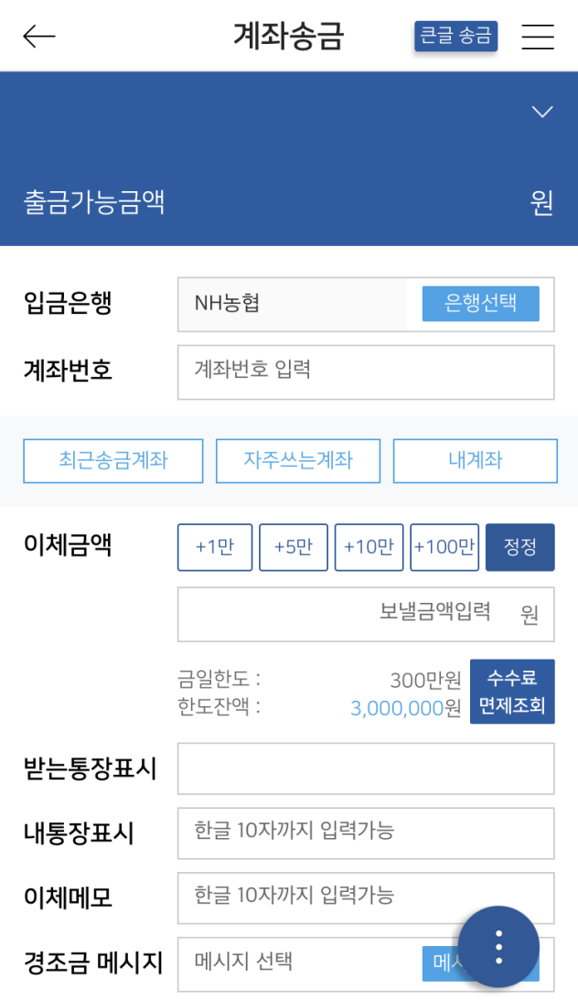 계좌송금 큰글 송금
출금가능금액 원
입금은행 NH농협 은행선택
계좌번호 계좌번호 입력
최근송금계좌 자주쓰는계좌 내계좌
이체금액 +1만 +5만 +10만 +100만 정정
보낼금액입력 원
금일한도 : 300만원 수수료
한도잔액 : 3,000,000원 면제조회
받는통장표시
내통장표시 한글 10자까지 입력가능
이체메모 한글 10자까지 입력가능
경조금 메시지 메시지 선택